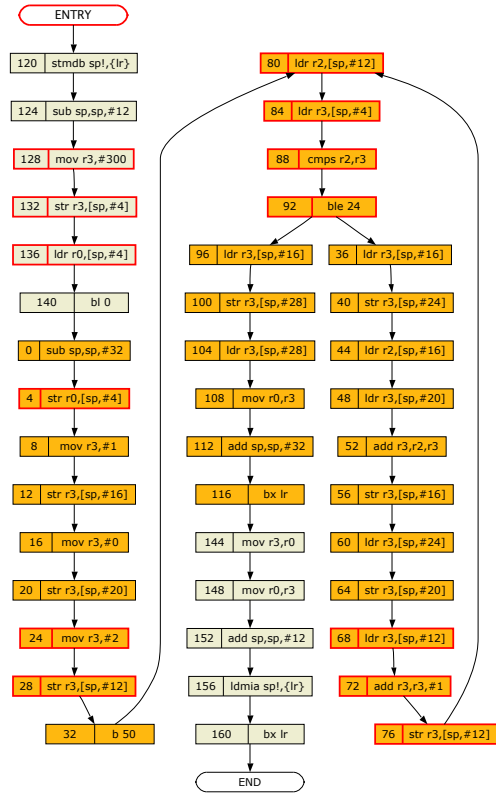 ENTRY
120 stmdb sp!,{lr}
124 sub sp,sp,#12
128 mov r3,#300
132 str r3,[sp,#4]
136 ldr r0,[sp,#4]
140 bl 0
0 sub sp,sp,#32
4 str r0,[sp,#4]
8 mov r3,#1
12 str r3,[sp,#16]
16 mov r3,#0
20 str r3,[sp,#20]
24 mov r3,#2
28 str r3,[sp,#12]
32 b 50
80 ldr r2,[sp,#12]
84 ldr r3,[sp,#4]
88 cmps r2,r3
92 ble 24
96 ldr r3,[sp,#16]
100 str r3,[sp,#28]
104 ldr r3,[sp,#28]
108 mov r0,r3
112 add sp,sp,#32
116 bx lr
144 mov r3,r0
148 mov r0,r3
152 add sp,sp,#12
156 ldmia sp!,{lr}
160 bx lr
END
36 ldr r3,[sp,#16]
40 str r3,[sp,#24]
44 ldr r2,[sp,#16]
48 ldr r3,[sp,#20]
52 add r3,r2,r3
56 str r3,[sp,#16]
60 ldr r3,[sp,#24]
64 str r3,[sp,#20]
68 ldr r3,[sp,#12]
72 add r3,r3,#1
76 str r3,[sp,#12]